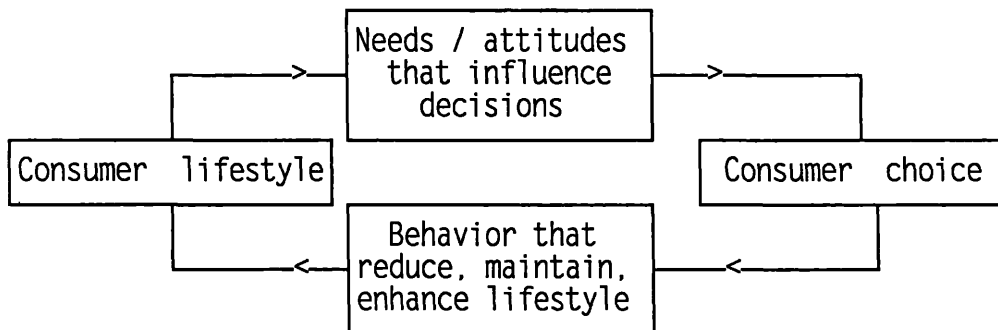 Needs / attitudes
that influence
decisions
Consumer lifestyle
Consumer choice
Behavior that
reduce, maintain,
enhance lifestyle